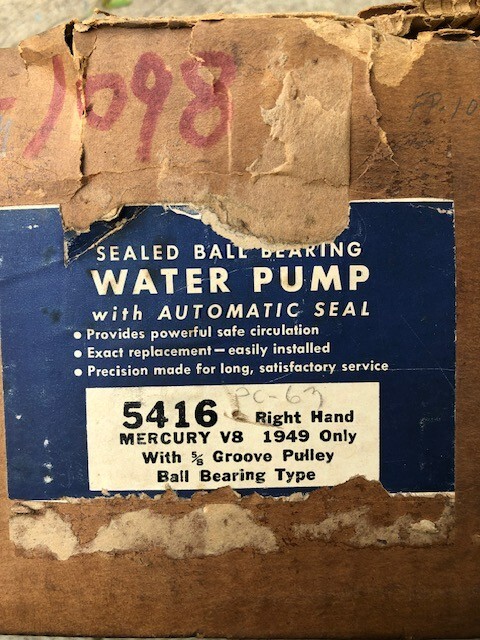 1098
FP.10
SEALED BALL BEARING
WATER PUMP
with AUTOMATIC SEAL
• Provides powerful safe circulation
• Exact replacement—easily installed
• Precision made for long, satisfactory service
PC-63
5416 Right Hand
MERCURY V8 1949 Only
With ⅝ Groove Pulley
Ball Bearing Type